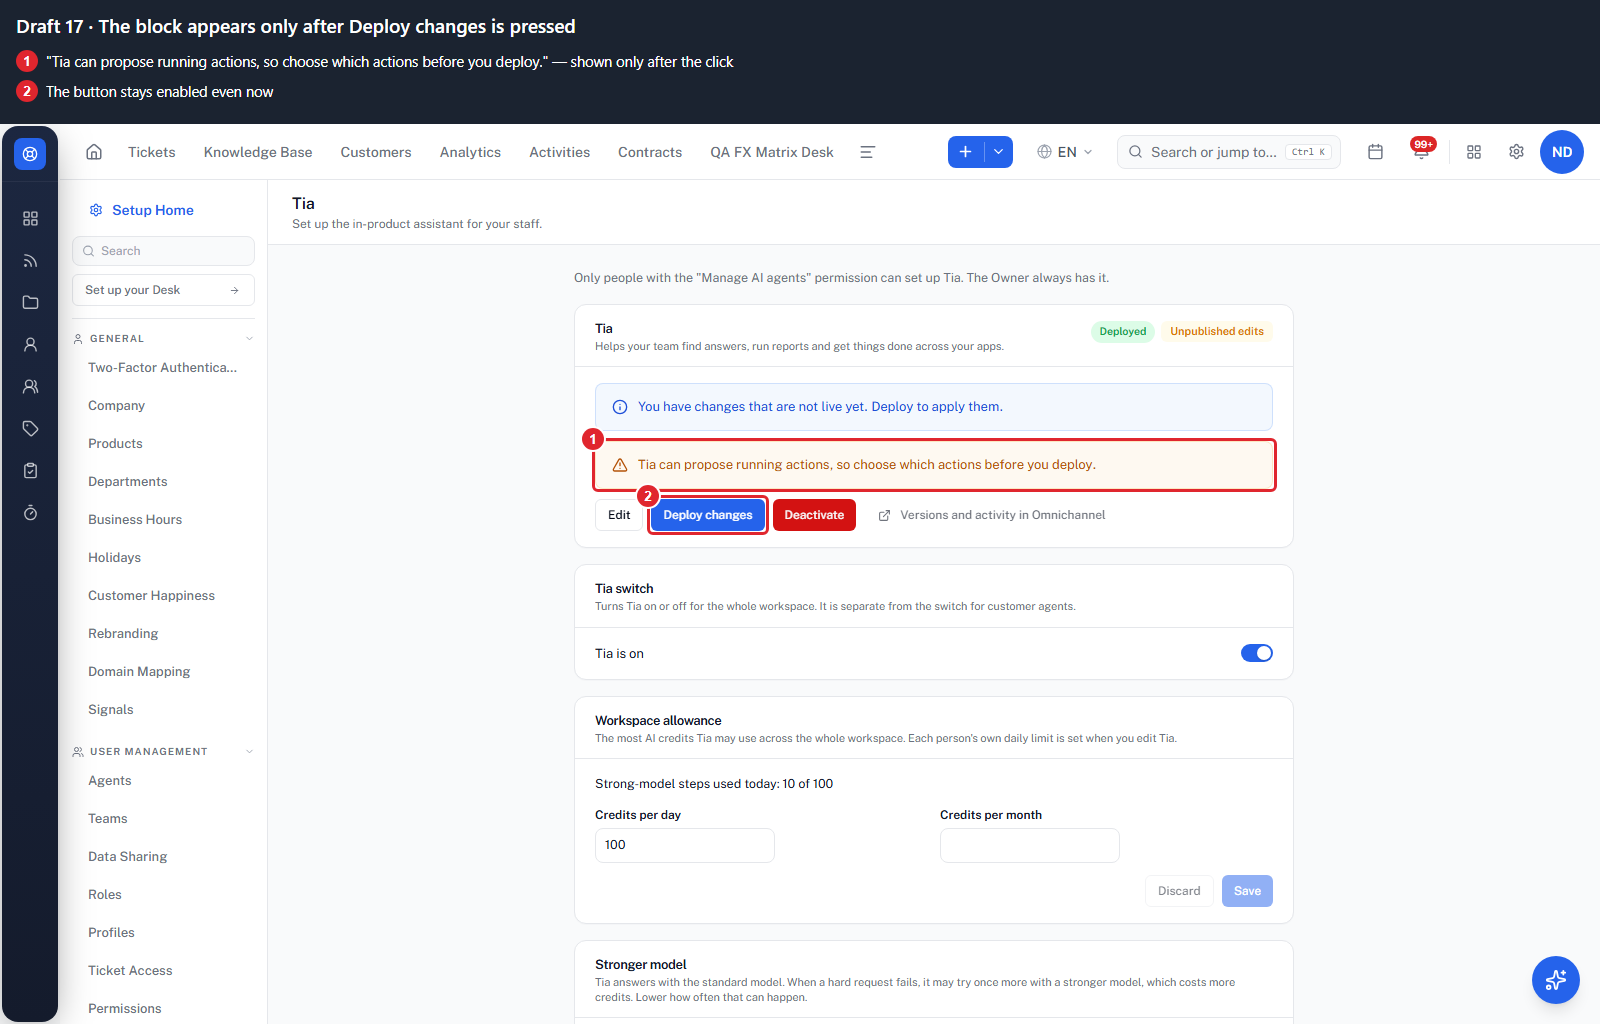 Draft 17 · The block appears only after Deploy changes is pressed
1 "Tia can propose running actions, so choose which actions before you deploy." — shown only after the click
2 The button stays enabled even now
Tickets Knowledge Base Customers Analytics Activities Contracts QA FX Matrix Desk
EN
Search or jump to... Ctrl K
99+
ND
Setup Home
Search
Set up your Desk
GENERAL
Two-Factor Authentica...
Company
Products
Departments
Business Hours
Holidays
Customer Happiness
Rebranding
Domain Mapping
Signals
USER MANAGEMENT
Agents
Teams
Data Sharing
Roles
Profiles
Ticket Access
Permissions
Tia
Set up the in-product assistant for your staff.
Only people with the "Manage AI agents" permission can set up Tia. The Owner always has it.
Tia
Helps your team find answers, run reports and get things done across your apps.
Deployed Unpublished edits
You have changes that are not live yet. Deploy to apply them.
1
Tia can propose running actions, so choose which actions before you deploy.
2
Edit Deploy changes Deactivate Versions and activity in Omnichannel
Tia switch
Turns Tia on or off for the whole workspace. It is separate from the switch for customer agents.
Tia is on
Workspace allowance
The most AI credits Tia may use across the whole workspace. Each person's own daily limit is set when you edit Tia.
Strong-model steps used today: 10 of 100
Credits per day Credits per month
100
Discard Save
Stronger model
Tia answers with the standard model. When a hard request fails, it may try once more with a stronger model, which costs more
credits. Lower how often that can happen.